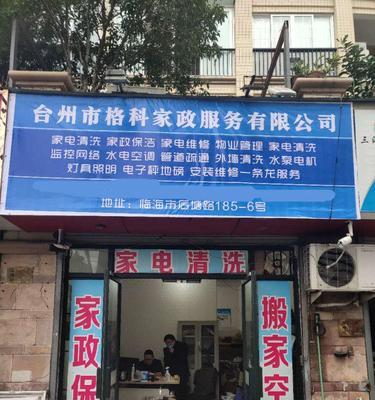 台州市格科家政服务有限公司
家电清洗 家政保洁 家电维修 物业管理 家电清洗
监控网络 水电空调 管道疏通 外墙清洗 水泵电机
灯具照明 电子秤地磅 安装维修一条龙服务
地址：临海市后塘路185-6号
家电清洗
家政保
搬家空